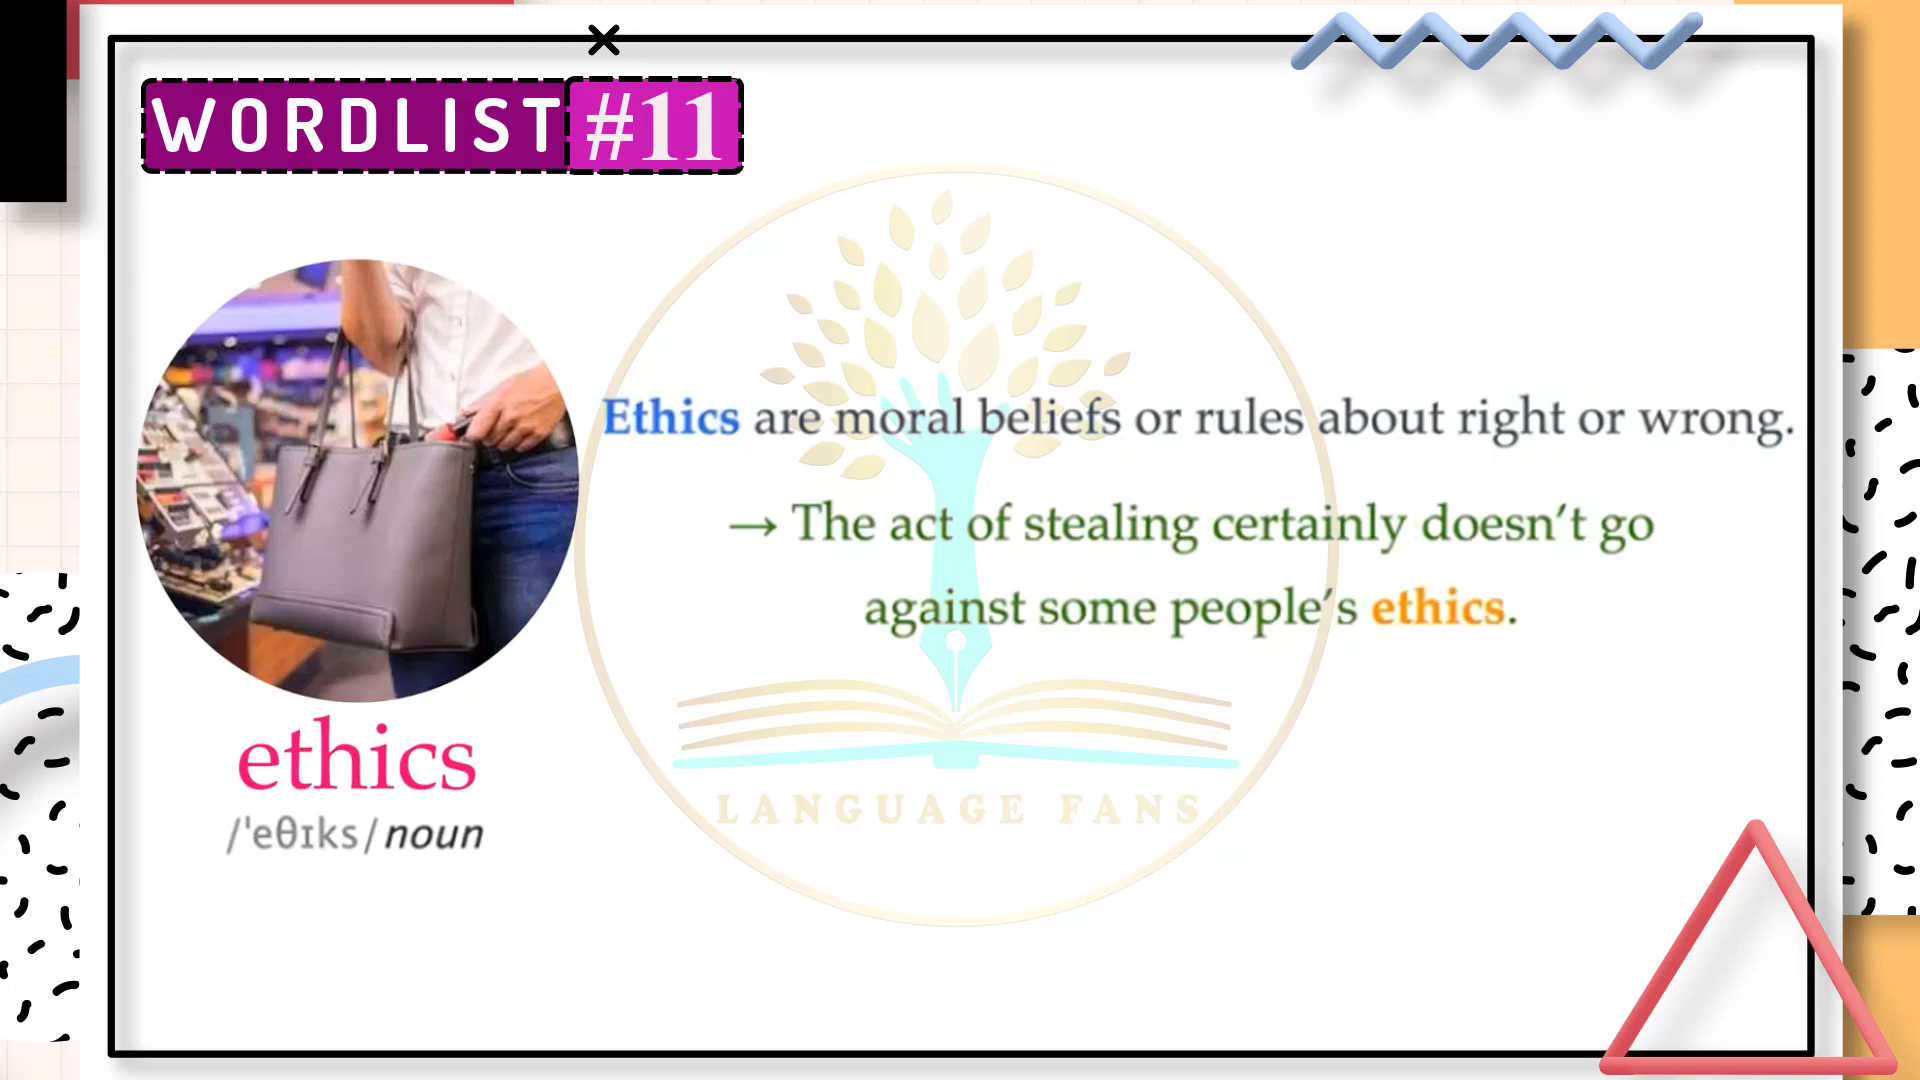 WORDLIST #11
Ethics are moral beliefs or rules about right or wrong.
→ The act of stealing certainly doesn’t go
against some people’s ethics.
ethics
/ˈeθɪks/ noun
LANGUAGE FANS